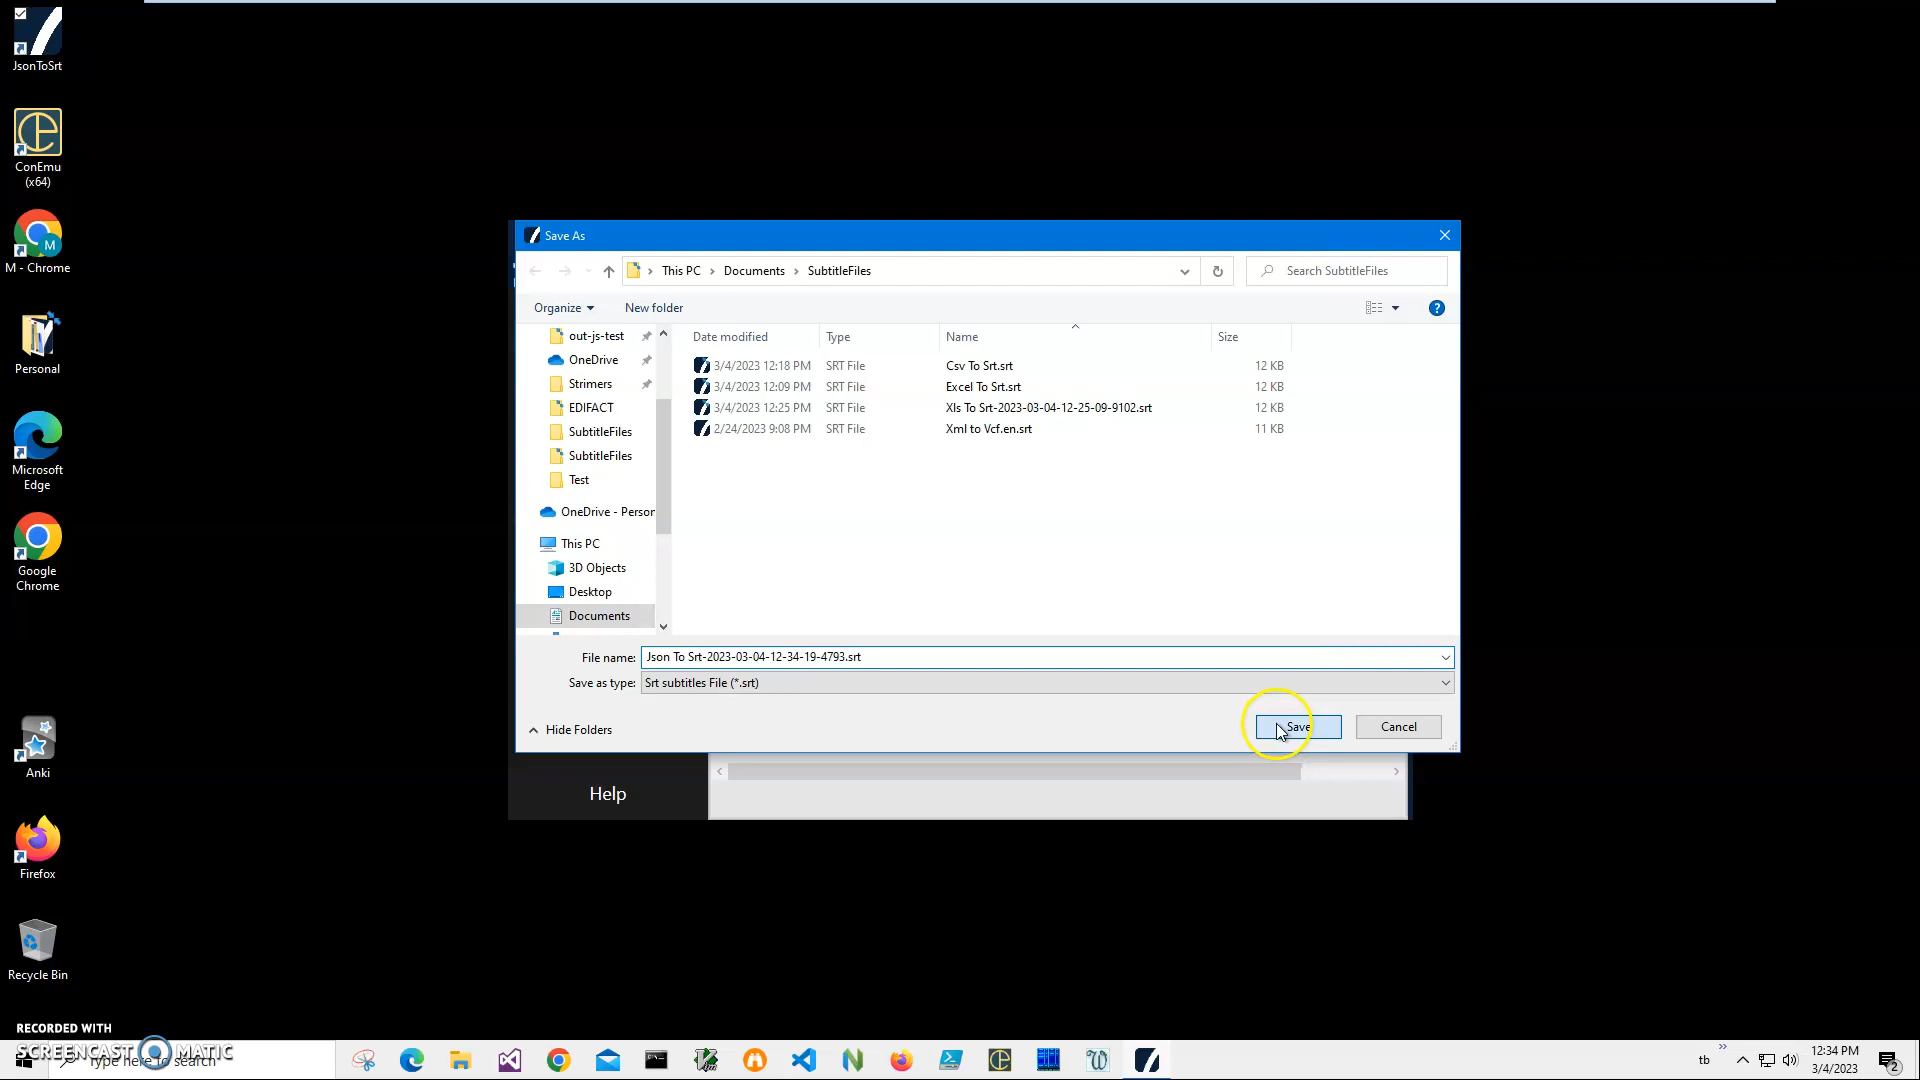 JsonToSrt
ConEmu
(x64)
M
M - Chrome
Personal
Microsoft
Edge
Google
Chrome
Anki
Firefox
Recycle Bin
Save As
This PC > Documents > SubtitleFiles
Search SubtitleFiles
Organize
New folder
out-js-test
OneDrive
Strimers
EDIFACT
SubtitleFiles
SubtitleFiles
Test
OneDrive - Person
This PC
3D Objects
Desktop
Documents
Date modified Type Name Size
3/4/2023 12:18 PM SRT File Csv To Srt.srt 12 KB
3/4/2023 12:09 PM SRT File Excel To Srt.srt 12 KB
3/4/2023 12:25 PM SRT File Xls To Srt-2023-03-04-12-25-09-9102.srt 12 KB
2/24/2023 9:08 PM SRT File Xml to Vcf.en.srt 11 KB
File name: Json To Srt-2023-03-04-12-34-19-4793.srt
Save as type: Srt subtitles File (*.srt)
Hide Folders
Save
Cancel
Help
RECORDED WITH
SCREENCAST MATIC
Type here to search
tb
12:34 PM
3/4/2023
2